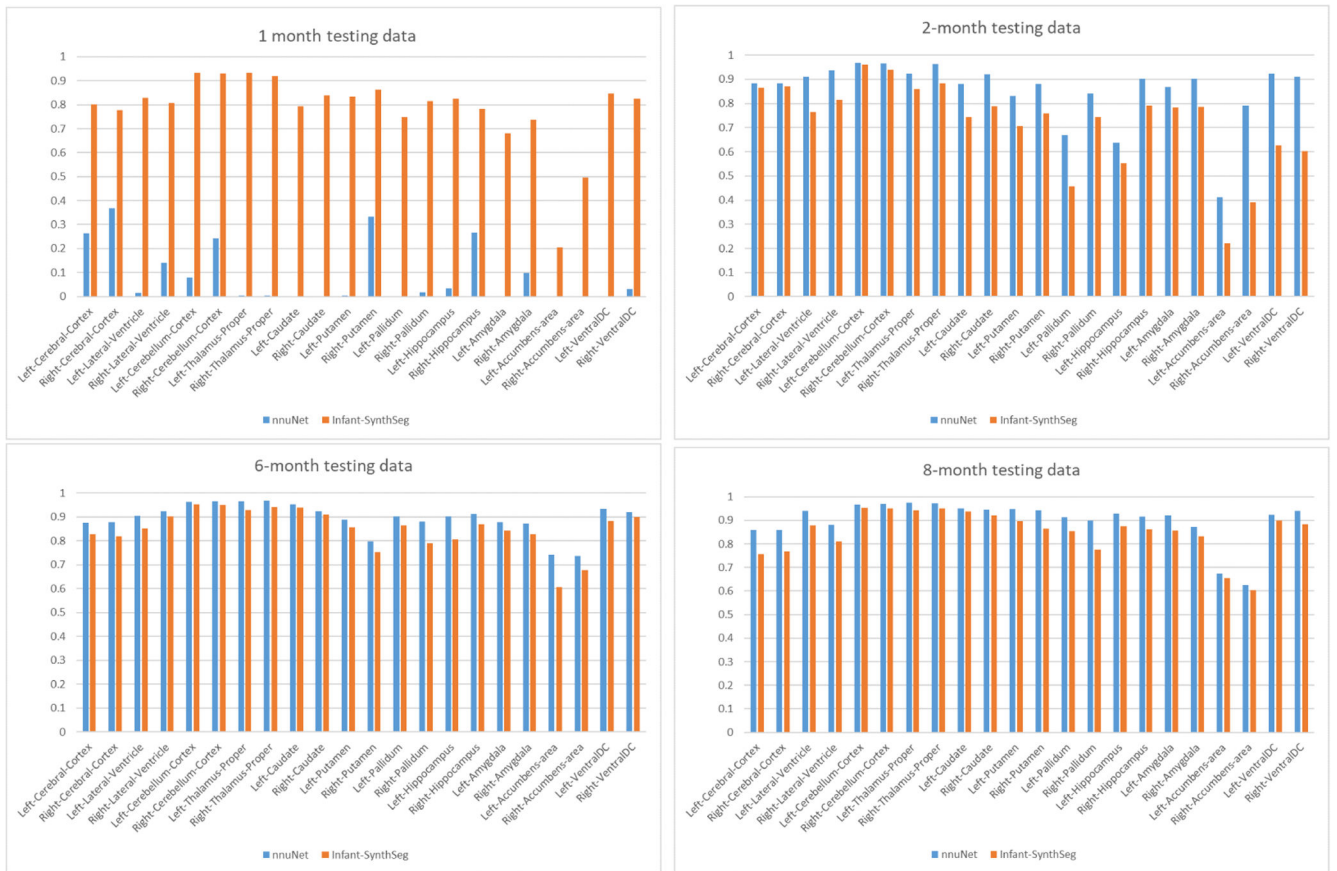 1 month testing data
1
0.9
0.8
0.7
0.6
0.5
0.4
0.3
0.2
0.1
0
Left-Cerebral-Cortex
Right-Cerebral-Cortex
Left-Lateral-Ventricle
Right-Lateral-Ventricle
Left-Cerebellum-Cortex
Right-Cerebellum-Cortex
Left-Thalamus-Proper
Right-Thalamus-Proper
Left-Caudate
Right-Caudate
Left-Putamen
Right-Putamen
Left-Pallidum
Right-Pallidum
Left-Hippocampus
Right-Hippocampus
Left-Amygdala
Right-Amygdala
Left-Accumbens-area
Right-Accumbens-area
Left-VentralDC
Right-VentralDC
nnuNet
Infant-SynthSeg
2-month testing data
1
0.9
0.8
0.7
0.6
0.5
0.4
0.3
0.2
0.1
0
Left-Cerebral-Cortex
Right-Cerebral-Cortex
Left-Lateral-Ventricle
Right-Lateral-Ventricle
Left-Cerebellum-Cortex
Right-Cerebellum-Cortex
Left-Thalamus-Proper
Right-Thalamus-Proper
Left-Caudate
Right-Caudate
Left-Putamen
Right-Putamen
Left-Pallidum
Right-Pallidum
Left-Hippocampus
Right-Hippocampus
Left-Amygdala
Right-Amygdala
Left-Accumbens-area
Right-Accumbens-area
Left-VentralDC
Right-VentralDC
nnuNet
Infant-SynthSeg
6-month testing data
1
0.9
0.8
0.7
0.6
0.5
0.4
0.3
0.2
0.1
0
Left-Cerebral-Cortex
Right-Cerebral-Cortex
Left-Lateral-Ventricle
Right-Lateral-Ventricle
Left-Cerebellum-Cortex
Right-Cerebellum-Cortex
Left-Thalamus-Proper
Right-Thalamus-Proper
Left-Caudate
Right-Caudate
Left-Putamen
Right-Putamen
Left-Pallidum
Right-Pallidum
Left-Hippocampus
Right-Hippocampus
Left-Amygdala
Right-Amygdala
Left-Accumbens-area
Right-Accumbens-area
Left-VentralDC
Right-VentralDC
nnuNet
Infant-SynthSeg
8-month testing data
1
0.9
0.8
0.7
0.6
0.5
0.4
0.3
0.2
0.1
0
Left-Cerebral-Cortex
Right-Cerebral-Cortex
Left-Lateral-Ventricle
Right-Lateral-Ventricle
Left-Cerebellum-Cortex
Right-Cerebellum-Cortex
Left-Thalamus-Proper
Right-Thalamus-Proper
Left-Caudate
Right-Caudate
Left-Putamen
Right-Putamen
Left-Pallidum
Right-Pallidum
Left-Hippocampus
Right-Hippocampus
Left-Amygdala
Right-Amygdala
Left-Accumbens-area
Right-Accumbens-area
Left-VentralDC
Right-VentralDC
nnuNet
Infant-SynthSeg